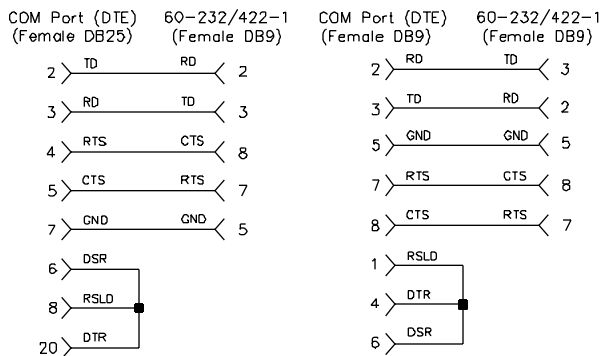 COM Port (DTE) 60-232/422-1
(Female DB25) (Female DB9)
2 TD RD 2
3 RD TD 3
4 RTS CTS 8
5 CTS RTS 7
7 GND GND 5
6 DSR
8 RSLD
20 DTR
COM Port (DTE) 60-232/422-1
(Female DB9) (Female DB9)
2 RD TD 3
3 TD RD 2
5 GND GND 5
7 RTS CTS 8
8 CTS RTS 7
1 RSLD
4 DTR
6 DSR